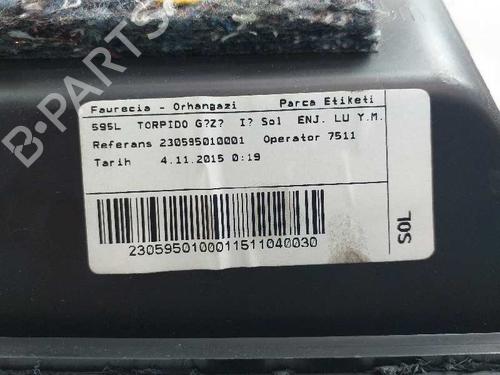 B-PARTS
Faurecia - Orhangazi Parca Etiketi
595L TORPIDO G?Z? I? Sol ENJ. LU Y.M.
Referans 230595010001 Operator 7511
Tarih 4.11.2015 0:19
2305950100011511040030
SOL